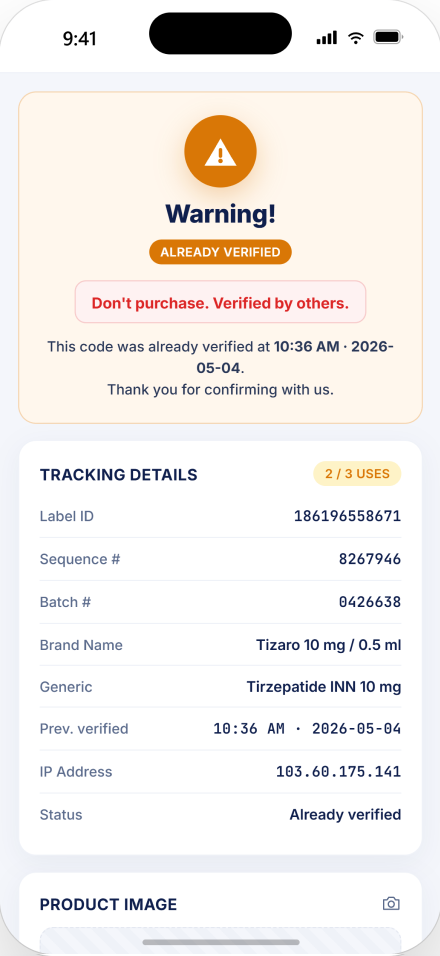 9:41
Warning!
ALREADY VERIFIED
Don't purchase. Verified by others.
This code was already verified at 10:36 AM · 2026-
05-04.
Thank you for confirming with us.
TRACKING DETAILS 2 / 3 USES
Label ID 186196558671
Sequence # 8267946
Batch # 0426638
Brand Name Tizaro 10 mg / 0.5 ml
Generic Tirzepatide INN 10 mg
Prev. verified 10:36 AM · 2026-05-04
IP Address 103.60.175.141
Status Already verified
PRODUCT IMAGE